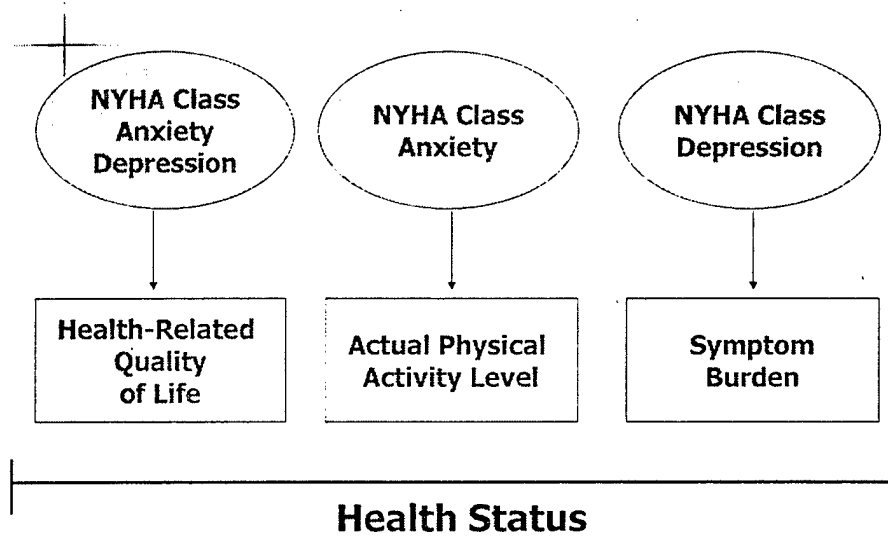 NYHA Class
Anxiety
Depression
NYHA Class
Anxiety
NYHA Class
Depression
Health-Related
Quality
of Life
Actual Physical
Activity Level
Symptom
Burden
Health Status